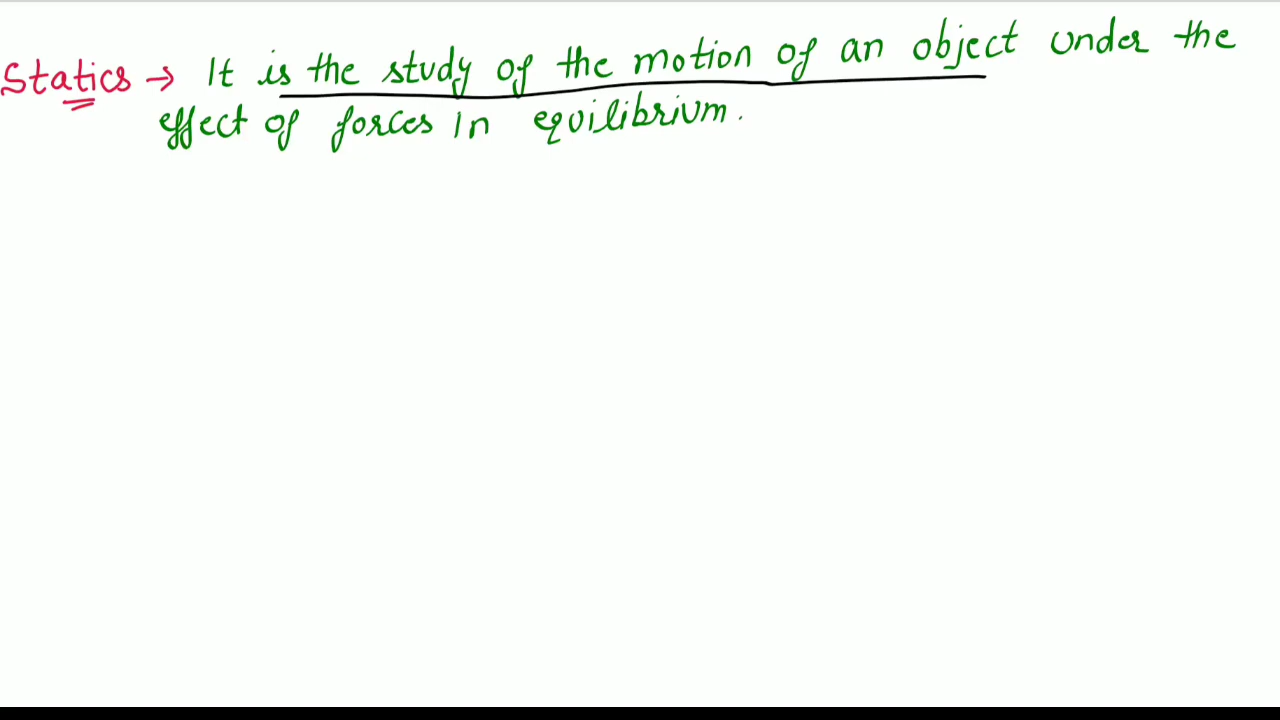 Statics → It is the study of the motion of an object under the
effect of forces in equilibrium.